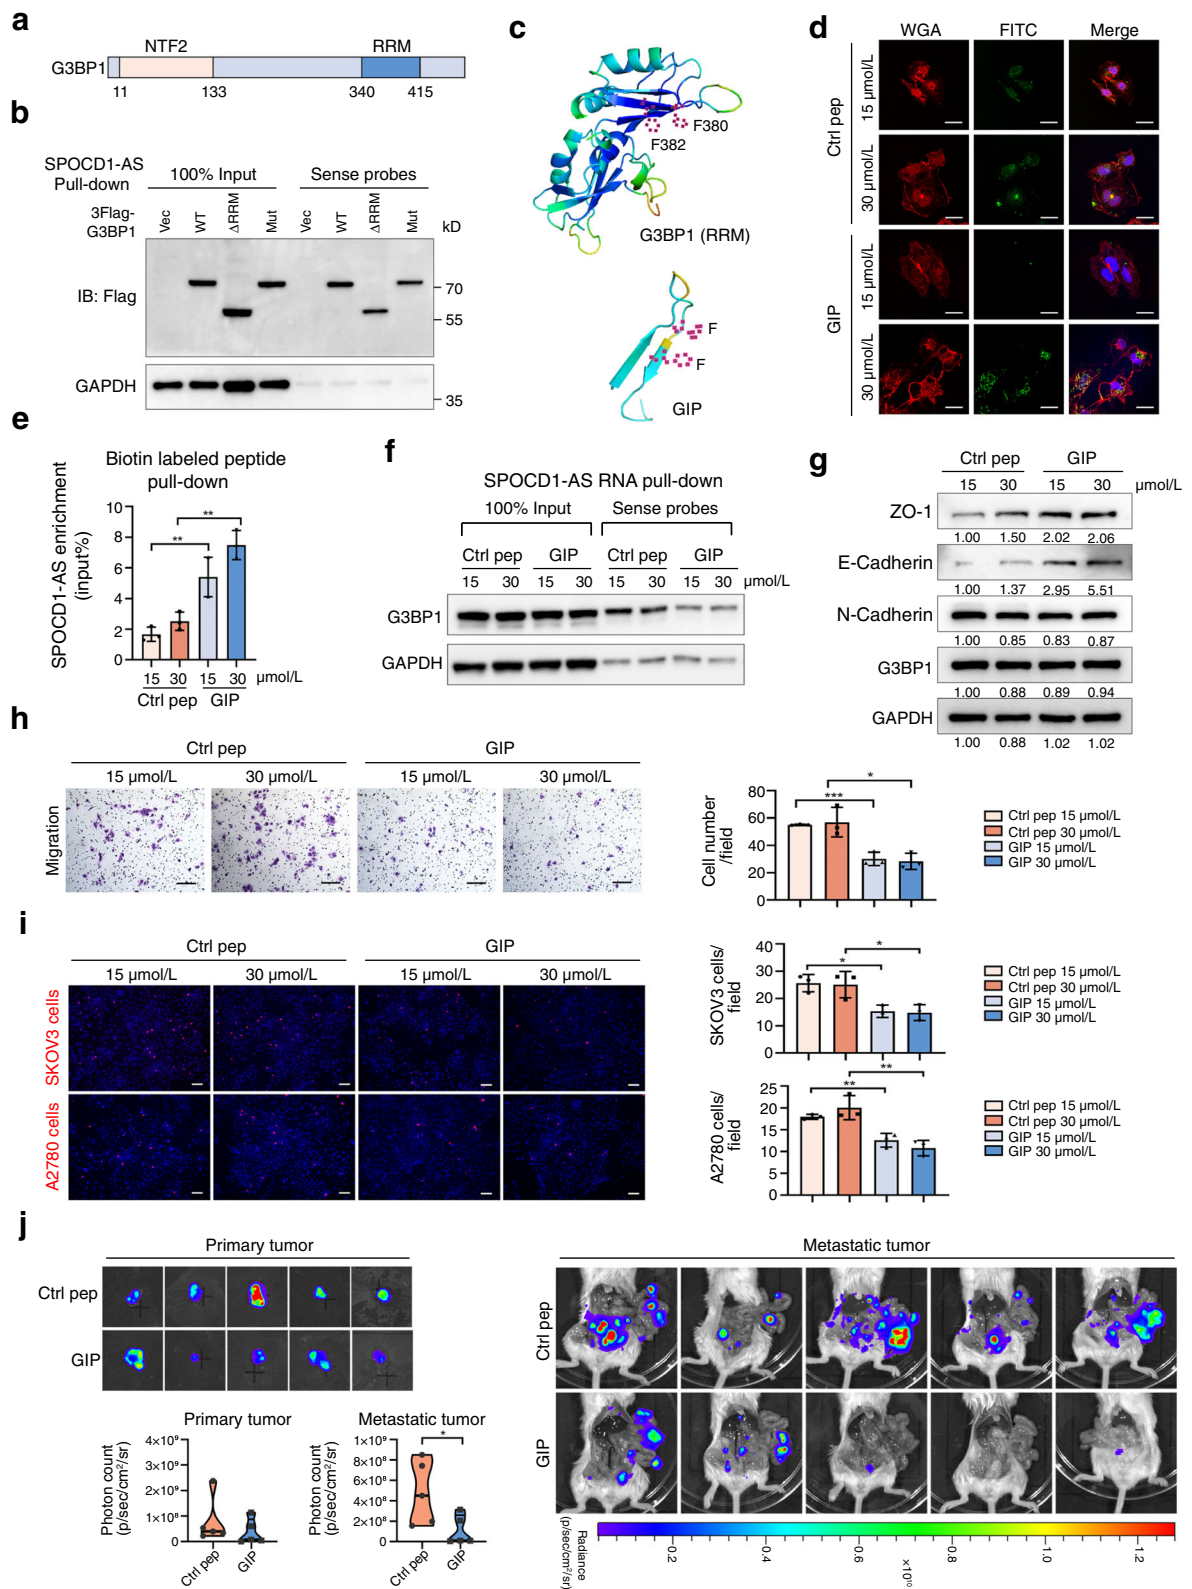 a
NTF2
RRM
G3BP1
11
133
340
415
b
SPOCD1-AS
Pull-down
100% Input
Sense probes
3Flag-
G3BP1
Vec
WT
ΔRRM
Mut
Vec
WT
ΔRRM
Mut
kD
IB: Flag
70
55
GAPDH
35
c
F380
F382
G3BP1 (RRM)
F
F
GIP
d
WGA
FITC
Merge
Ctrl pep
15 µmol/L
30 µmol/L
GIP
15 µmol/L
30 µmol/L
e
Biotin labeled peptide
pull-down
SPOCD1-AS enrichment
(input%)
10
8
6
4
2
0
**
**
15 30 15 30 µmol/L
Ctrl pep GIP
f
SPOCD1-AS RNA pull-down
100% Input Sense probes
Ctrl pep GIP Ctrl pep GIP
15 30 15 30 15 30 15 30 µmol/L
G3BP1
GAPDH
g
Ctrl pep GIP
15 30 15 30 µmol/L
ZO-1
1.00 1.50 2.02 2.06
E-Cadherin
1.00 1.37 2.95 5.51
N-Cadherin
1.00 0.85 0.83 0.87
G3BP1
1.00 0.88 0.89 0.94
GAPDH
1.00 0.88 1.02 1.02
h
Ctrl pep GIP
15 µmol/L 30 µmol/L 15 µmol/L 30 µmol/L
Migration
Cell number
/field
80
60
40
20
0
***
*
Ctrl pep 15 µmol/L
Ctrl pep 30 µmol/L
GIP 15 µmol/L
GIP 30 µmol/L
i
Ctrl pep GIP
15 µmol/L 30 µmol/L 15 µmol/L 30 µmol/L
SKOV3 cells
A2780 cells
SKOV3 cells/
field
40
30
20
10
0
*
*
Ctrl pep 15 µmol/L
Ctrl pep 30 µmol/L
GIP 15 µmol/L
GIP 30 µmol/L
A2780 cells/
field
25
20
15
10
5
0
**
**
Ctrl pep 15 µmol/L
Ctrl pep 30 µmol/L
GIP 15 µmol/L
GIP 30 µmol/L
j
Primary tumor
Ctrl pep
GIP
Primary tumor
Photon count
(p/sec/cm²/sr)
4×10⁹
3×10⁹
2×10⁹
1×10⁹
0
Ctrl pep
GIP
Metastatic tumor
Photon count
(p/sec/cm²/sr)
1×10⁹
8×10⁸
6×10⁸
4×10⁸
2×10⁸
0
*
Ctrl pep
GIP
Metastatic tumor
Ctrl pep
GIP
Radiance
(p/sec/cm²/sr)
0.2
0.4
0.6
0.8
1.0
1.2
×10¹⁰